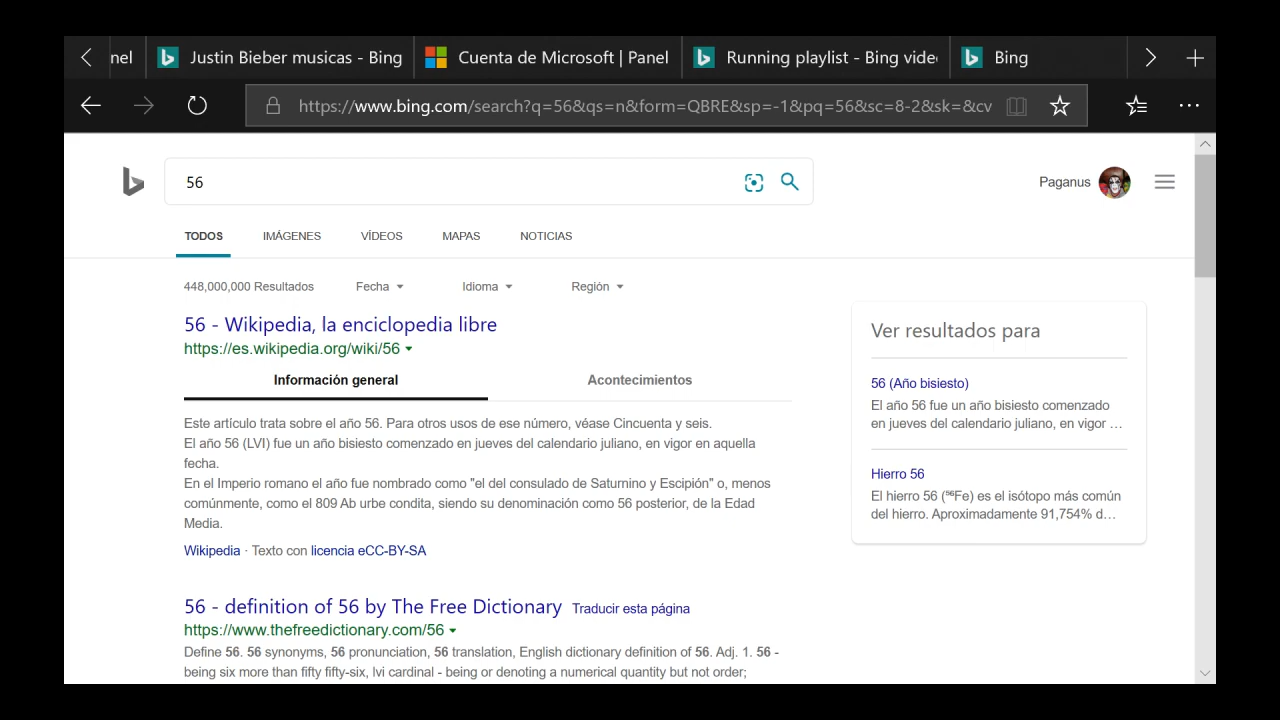 nel
Justin Bieber musicas - Bing
Cuenta de Microsoft | Panel
Running playlist - Bing vide
Bing
https://www.bing.com/search?q=56&qs=n&form=QBRE&sp=-1&pq=56&sc=8-2&sk=&cv
56
Paganus
TODOS
IMÁGENES
VÍDEOS
MAPAS
NOTICIAS
448,000,000 Resultados
Fecha
Idioma
Región
56 - Wikipedia, la enciclopedia libre
https://es.wikipedia.org/wiki/56
Información general
Acontecimientos
Este artículo trata sobre el año 56. Para otros usos de ese número, véase Cincuenta y seis.
El año 56 (LVI) fue un año bisiesto comenzado en jueves del calendario juliano, en vigor en aquella
fecha.
En el Imperio romano el año fue nombrado como "el del consulado de Saturnino y Escipión" o, menos
comúnmente, como el 809 Ab urbe condita, siendo su denominación como 56 posterior, de la Edad
Media.
Wikipedia · Texto con licencia eCC-BY-SA
56 - definition of 56 by The Free Dictionary Traducir esta página
https://www.thefreedictionary.com/56
Define 56. 56 synonyms, 56 pronunciation, 56 translation, English dictionary definition of 56. Adj. 1. 56 -
being six more than fifty fifty-six, lvi cardinal - being or denoting a numerical quantity but not order;
Ver resultados para
56 (Año bisiesto)
El año 56 fue un año bisiesto comenzado
en jueves del calendario juliano, en vigor ...
Hierro 56
El hierro 56 (⁵⁶Fe) es el isótopo más común
del hierro. Aproximadamente 91,754% d...